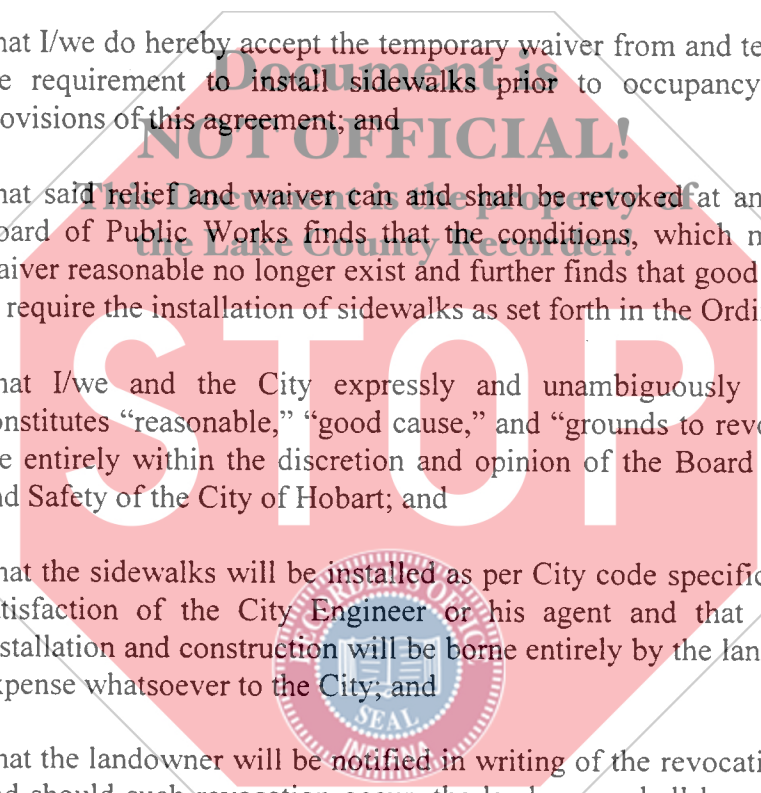 hat I/we do hereby accept the temporary waiver from and te
e requirement to install sidewalks prior to occupancy
ovisions of this agreement; and
Document is
NOT OFFICIAL!
This Document is the property of
the Lake County Recorder!
hat said relief and waiver can and shall be revoked at an
oard of Public Works finds that the conditions, which m
aiver reasonable no longer exist and further finds that good
require the installation of sidewalks as set forth in the Ordi
STOP
hat I/we and the City expressly and unambiguously
onstitutes “reasonable,” “good cause,” and “grounds to revo
e entirely within the discretion and opinion of the Board
nd Safety of the City of Hobart; and
hat the sidewalks will be installed as per City code specific
tisfaction of the City Engineer or his agent and that
stallation and construction will be borne entirely by the lan
xpense whatsoever to the City; and
RECORDER'S OFFICE
SEAL
INDIANA
hat the landowner will be notified in writing of the revocati